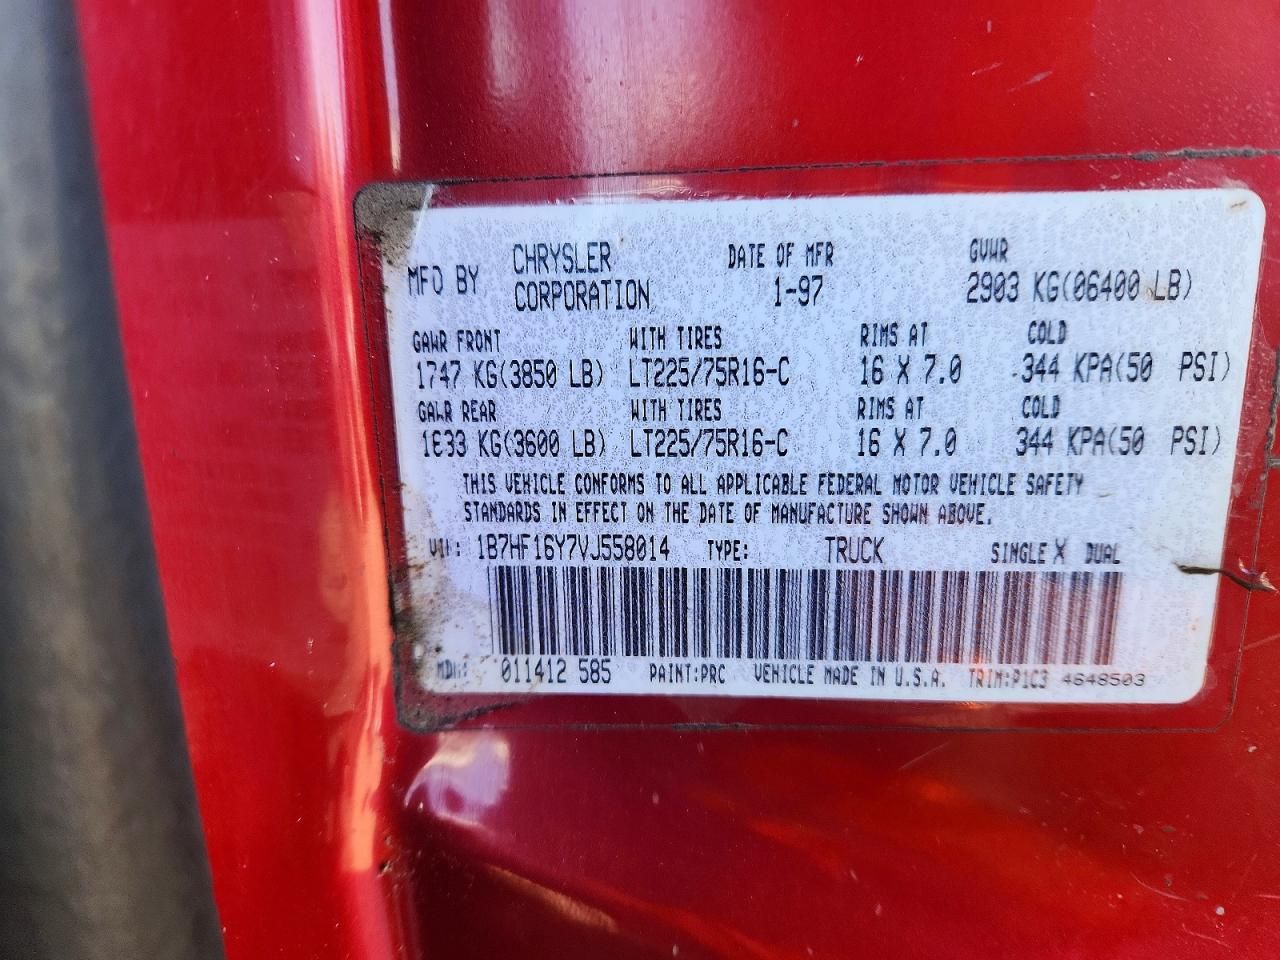 MFD BY CHRYSLER CORPORATION DATE OF MFR 1-97 GVWR 2903 KG(06400 LB)
GAWR FRONT WITH TIRES RIMS AT COLD
1747 KG(3850 LB) LT225/75R16-C 16 X 7.0 344 KPA(50 PSI)
GAWR REAR WITH TIRES RIMS AT COLD
1633 KG(3600 LB) LT225/75R16-C 16 X 7.0 344 KPA(50 PSI)
THIS VEHICLE CONFORMS TO ALL APPLICABLE FEDERAL MOTOR VEHICLE SAFETY
STANDARDS IN EFFECT ON THE DATE OF MANUFACTURE SHOWN ABOVE.
VIN: 1B7HF16Y7VJ558014 TYPE: TRUCK SINGLE X DUAL
MDH: 011412 585 PAINT:PRC VEHICLE MADE IN U.S.A. TRIM:P1C3 4648503